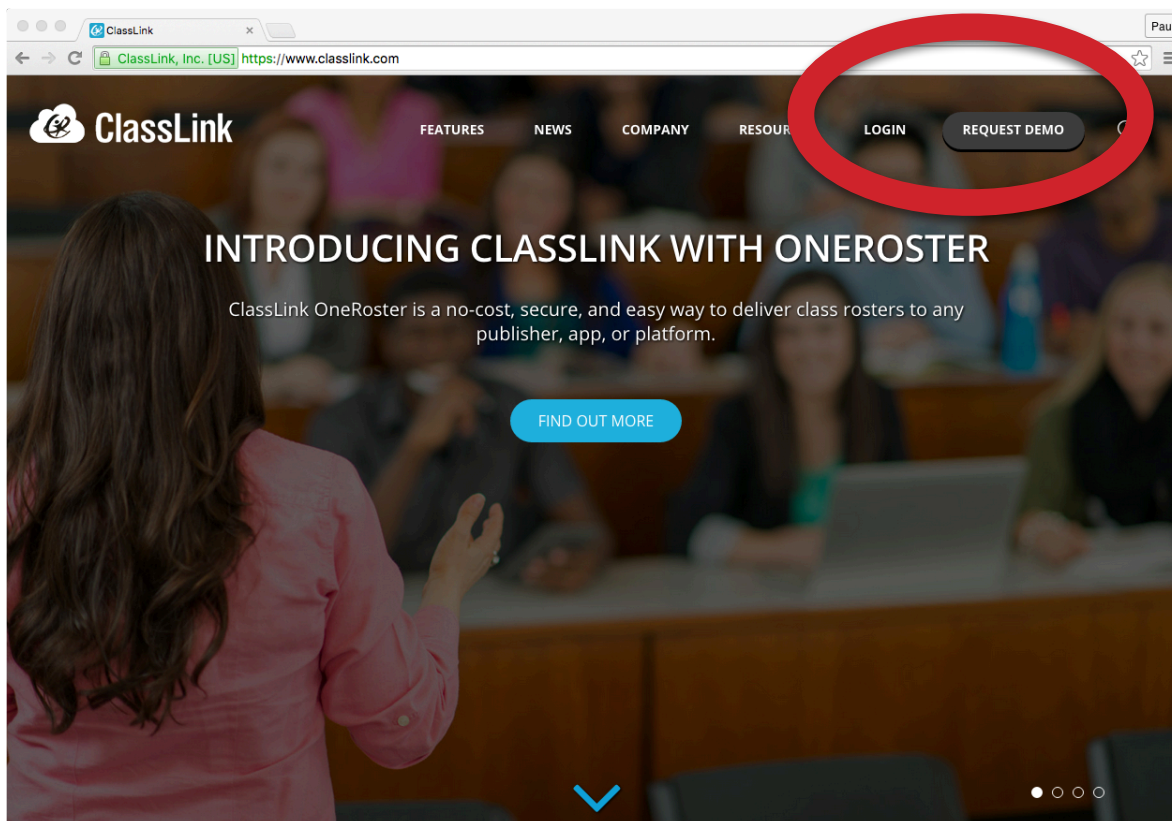 ClassLink
Pau
ClassLink, Inc. [US] https://www.classlink.com
ClassLink FEATURES NEWS COMPANY RESOUR LOGIN REQUEST DEMO
INTRODUCING CLASSLINK WITH ONEROSTER
ClassLink OneRoster is a no-cost, secure, and easy way to deliver class rosters to any
publisher, app, or platform.
FIND OUT MORE